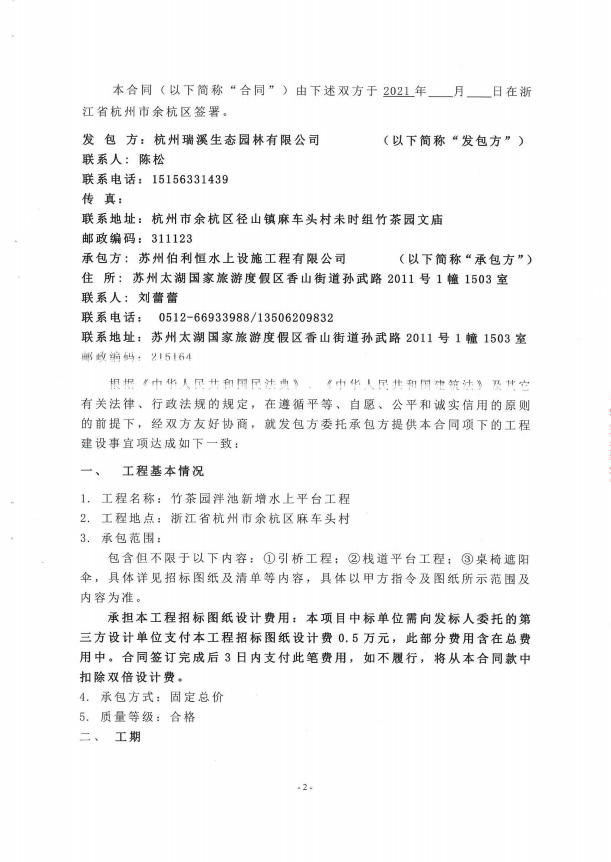 本合同（以下简称“合同”）由下述双方于 2021 年____月____日在浙
江省杭州市余杭区签署。
发 包 方：杭州瑞溪生态园林有限公司 （以下简称“发包方”）
联系人：陈松
联系电话：15156331439
传 真：
联系地址：杭州市余杭区径山镇麻车头村未时组竹茶园文庙
邮政编码：311123
承包方：苏州伯利恒水上设施工程有限公司 （以下简称“承包方”）
住 所：苏州太湖国家旅游度假区香山街道孙武路 2011 号 1 幢 1503 室
联系人：刘蕾蕾
联系电话： 0512-66933988/13506209832
联系地址：苏州太湖国家旅游度假区香山街道孙武路 2011 号 1 幢 1503 室
邮政编码：215164
根据《中华人民共和国民法典》、《中华人民共和国建筑法》及其它
有关法律、行政法规的规定，在遵循平等、自愿、公平和诚实信用的原则
的前提下，经双方友好协商，就发包方委托承包方提供本合同项下的工程
建设事宜项达成如下一致：
一、 工程基本情况
1. 工程名称：竹茶园泮池新增水上平台工程
2. 工程地点：浙江省杭州市余杭区麻车头村
3. 承包范围：
包含但不限于以下内容：①引桥工程；②栈道平台工程；③桌椅遮阳
伞，具体详见招标图纸及清单等内容，具体以甲方指令及图纸所示范围及
内容为准。
承担本工程招标图纸设计费用：本项目中标单位需向发标人委托的第
三方设计单位支付本工程招标图纸设计费 0.5 万元，此部分费用含在总费
用中。合同签订完成后 3 日内支付此笔费用，如不履行，将从本合同款中
扣除双倍设计费。
4. 承包方式：固定总价
5. 质量等级：合格
二、 工期
- 2 -